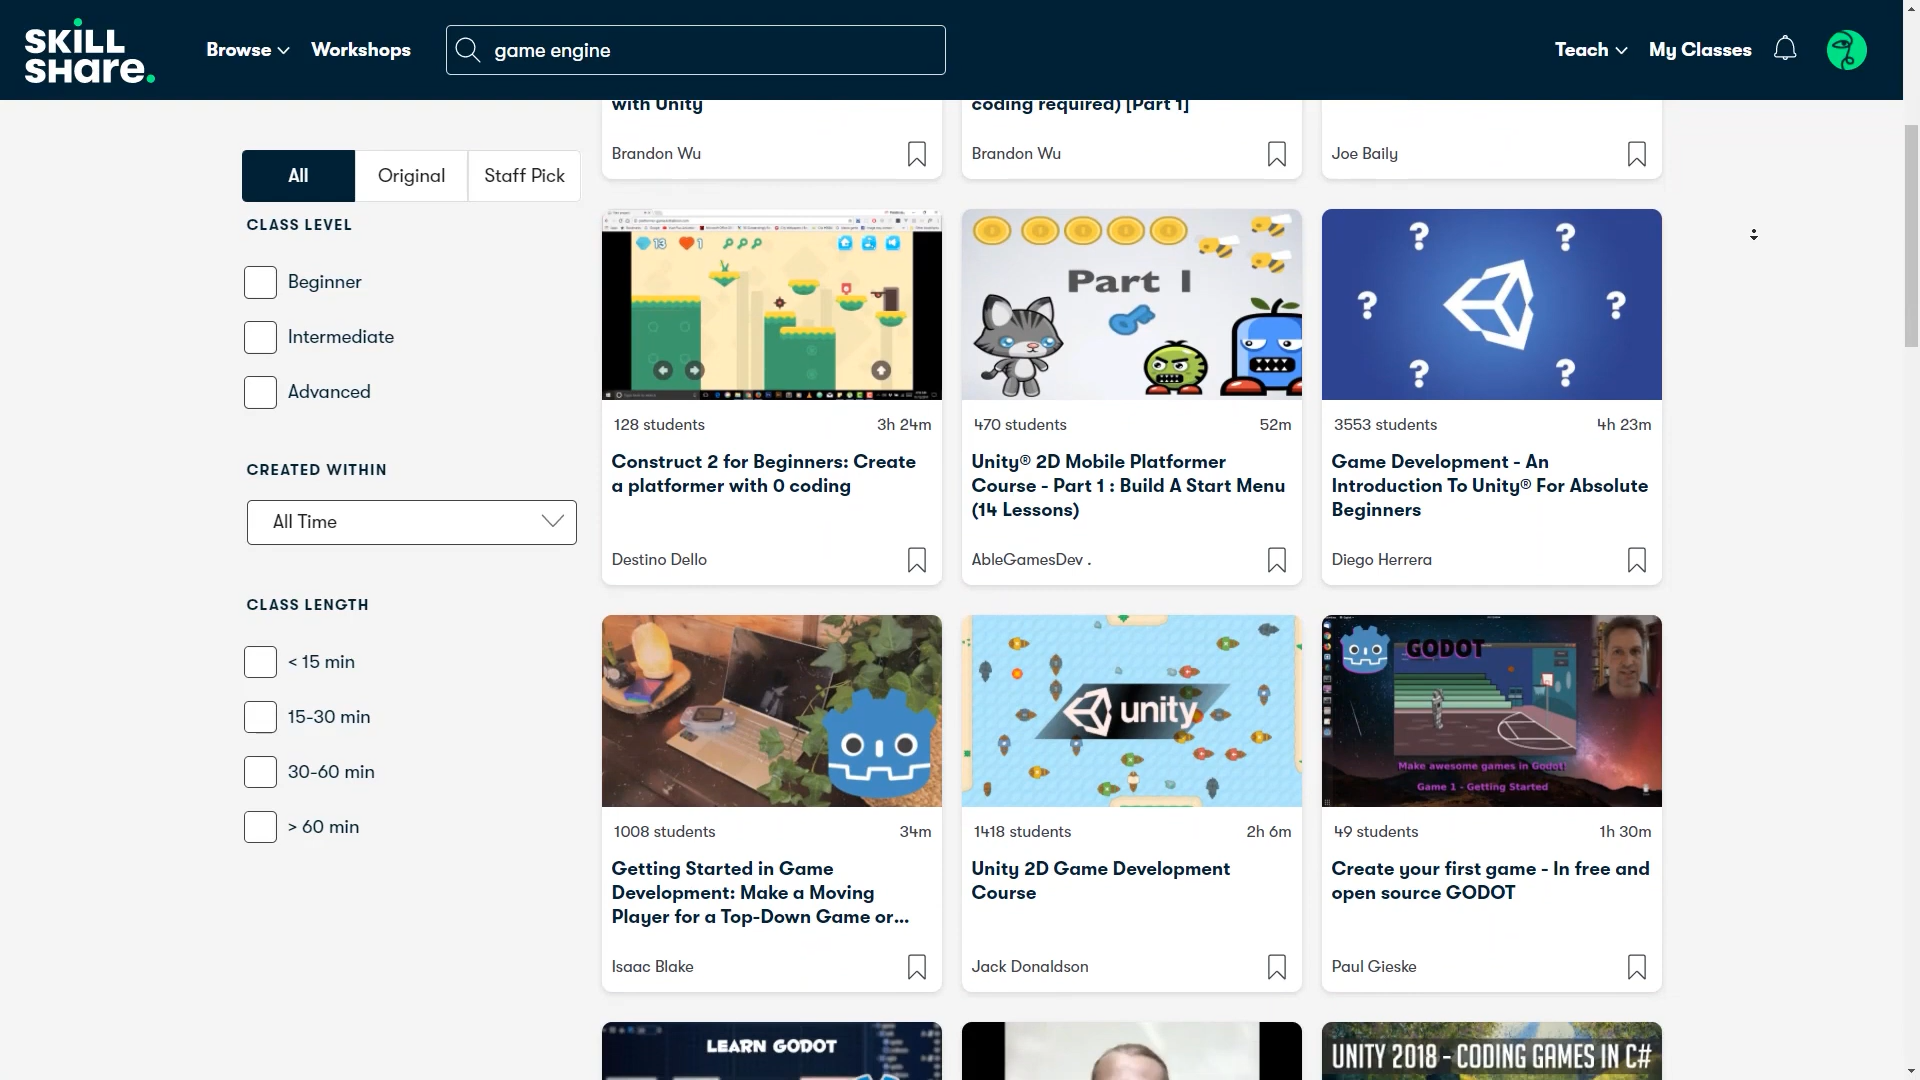 SKILL
SHARE.
Browse
Workshops
game engine
Teach
My Classes
with Unity
coding required) [Part 1]
Brandon Wu
Brandon Wu
Joe Baily
All
Original
Staff Pick
CLASS LEVEL
Beginner
Intermediate
Advanced
CREATED WITHIN
All Time
CLASS LENGTH
< 15 min
15-30 min
30-60 min
> 60 min
13
1
Part 1
? ?
? ?
? ?
128 students
3h 24m
470 students
52m
3553 students
4h 23m
Construct 2 for Beginners: Create
a platformer with 0 coding
Unity® 2D Mobile Platformer
Course - Part 1 : Build A Start Menu
(14 Lessons)
Game Development - An
Introduction To Unity® For Absolute
Beginners
Destino Dello
AbleGamesDev .
Diego Herrera
unity
GODOT
Make awesome games in Godot!
Game 1 - Getting Started
1008 students
34m
1418 students
2h 6m
49 students
1h 30m
Getting Started in Game
Development: Make a Moving
Player for a Top-Down Game or...
Unity 2D Game Development
Course
Create your first game - In free and
open source GODOT
Isaac Blake
Jack Donaldson
Paul Gieske
LEARN GODOT
UNITY 2018 - CODING GAMES IN C#